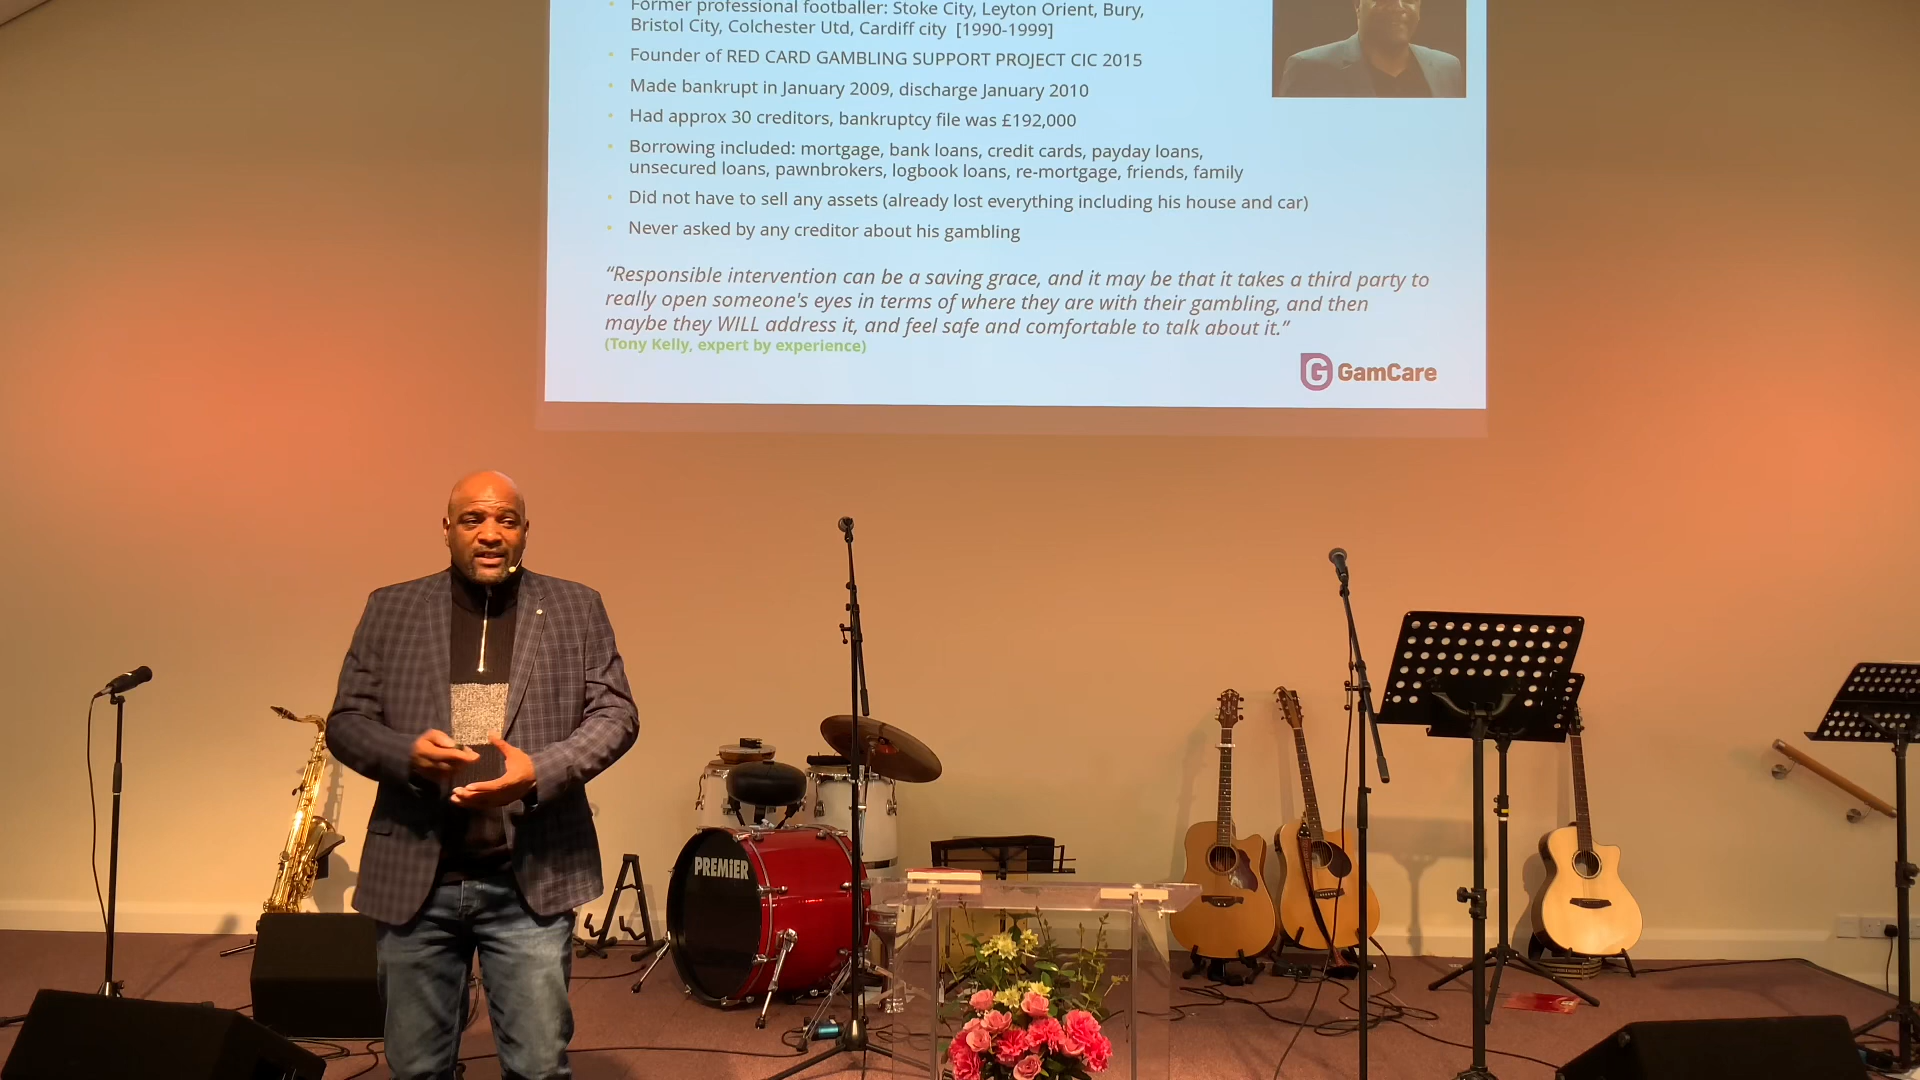 Former professional footballer: Stoke City, Leyton Orient, Bury,
Bristol City, Colchester Utd, Cardiff city [1990-1999]
Founder of RED CARD GAMBLING SUPPORT PROJECT CIC 2015
Made bankrupt in January 2009, discharge January 2010
Had approx 30 creditors, bankruptcy file was £192,000
Borrowing included: mortgage, bank loans, credit cards, payday loans,
unsecured loans, pawnbrokers, logbook loans, re-mortgage, friends, family
Did not have to sell any assets (already lost everything including his house and car)
Never asked by any creditor about his gambling
“Responsible intervention can be a saving grace, and it may be that it takes a third party to
really open someone's eyes in terms of where they are with their gambling, and then
maybe they WILL address it, and feel safe and comfortable to talk about it.”
(Tony Kelly, expert by experience)
G GamCare
PREMIER